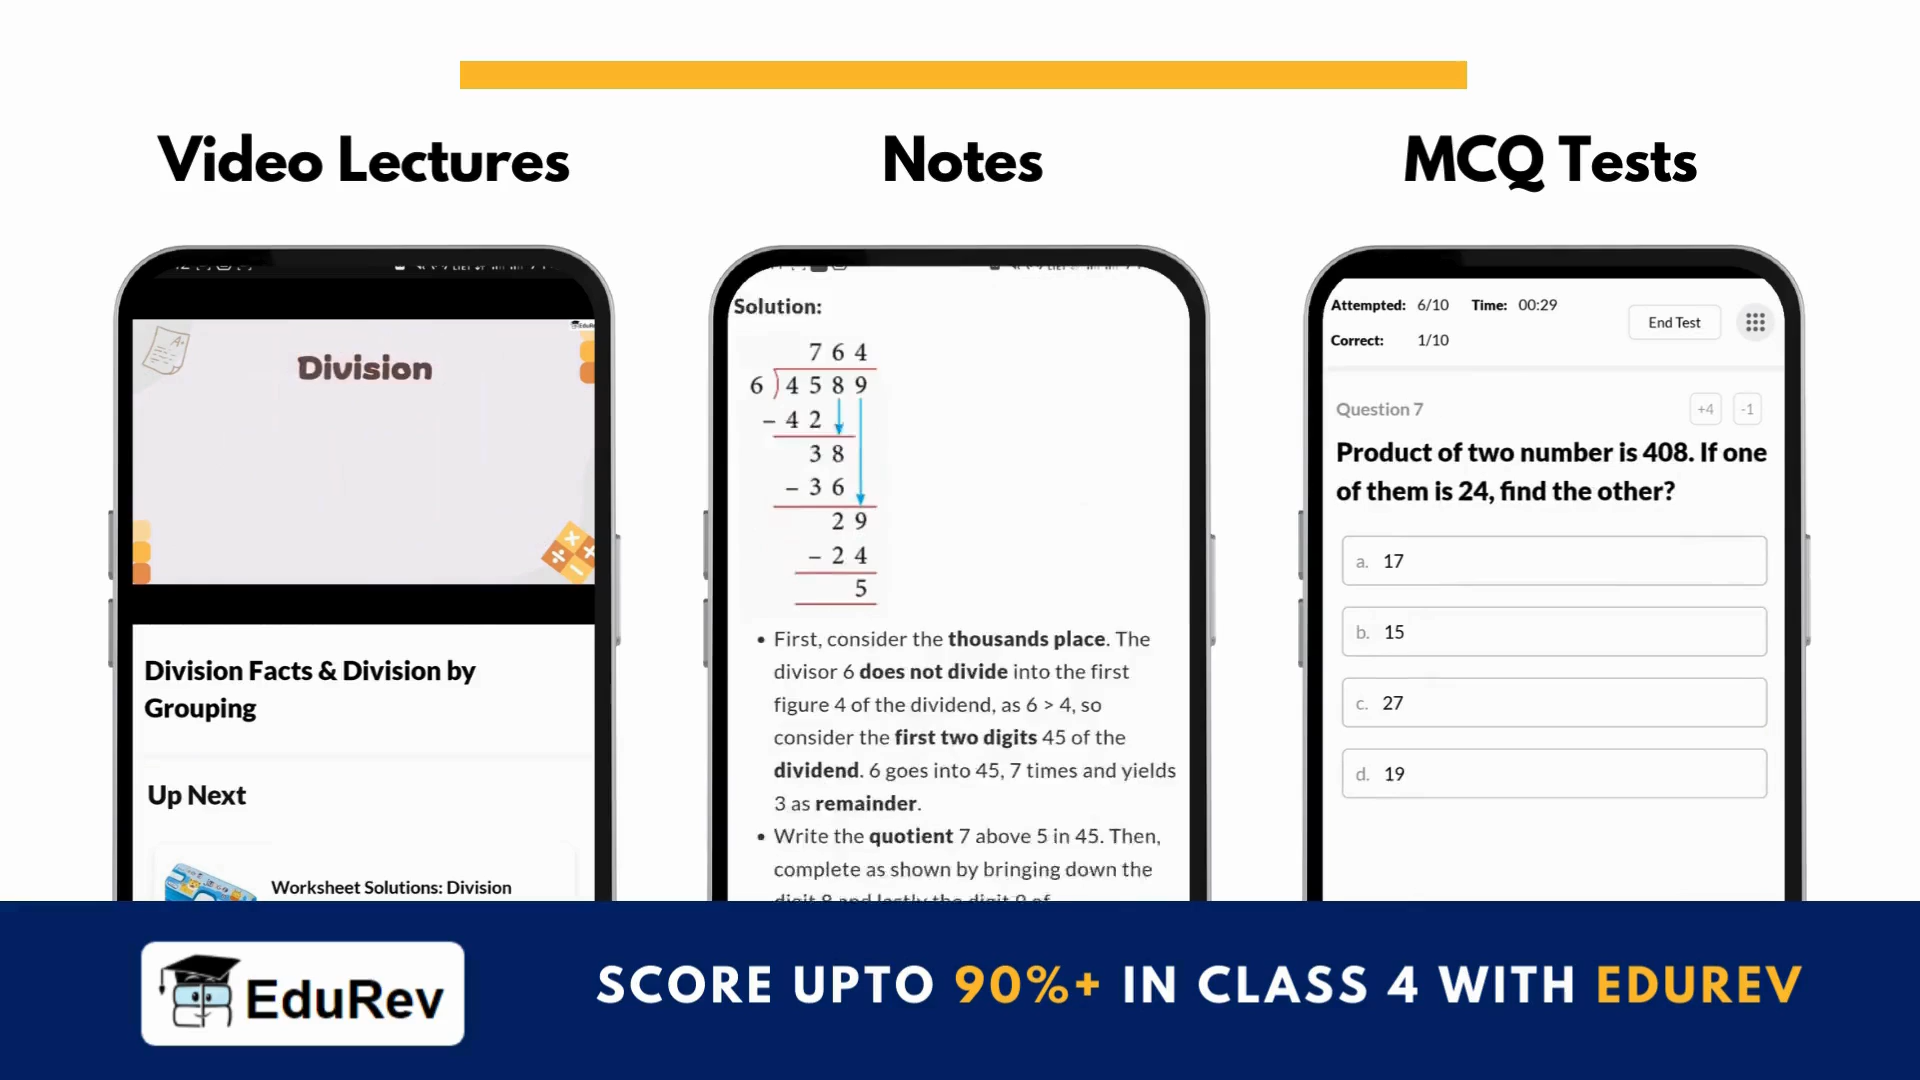 Video Lectures
Notes
MCQ Tests
Division
Division Facts & Division by
Grouping
Up Next
Worksheet Solutions: Division
Solution:
7 6 4
6 ) 4 5 8 9
– 4 2
3 8
– 3 6
2 9
– 2 4
5
• First, consider the thousands place. The
divisor 6 does not divide into the first
figure 4 of the dividend, as 6 > 4, so
consider the first two digits 45 of the
dividend. 6 goes into 45, 7 times and yields
3 as remainder.
• Write the quotient 7 above 5 in 45. Then,
complete as shown by bringing down the
Attempted: 6/10 Time: 00:29
Correct: 1/10
End Test
Question 7
+4 -1
Product of two number is 408. If one
of them is 24, find the other?
a. 17
b. 15
c. 27
d. 19
EduRev
SCORE UPTO 90%+ IN CLASS 4 WITH EDUREV